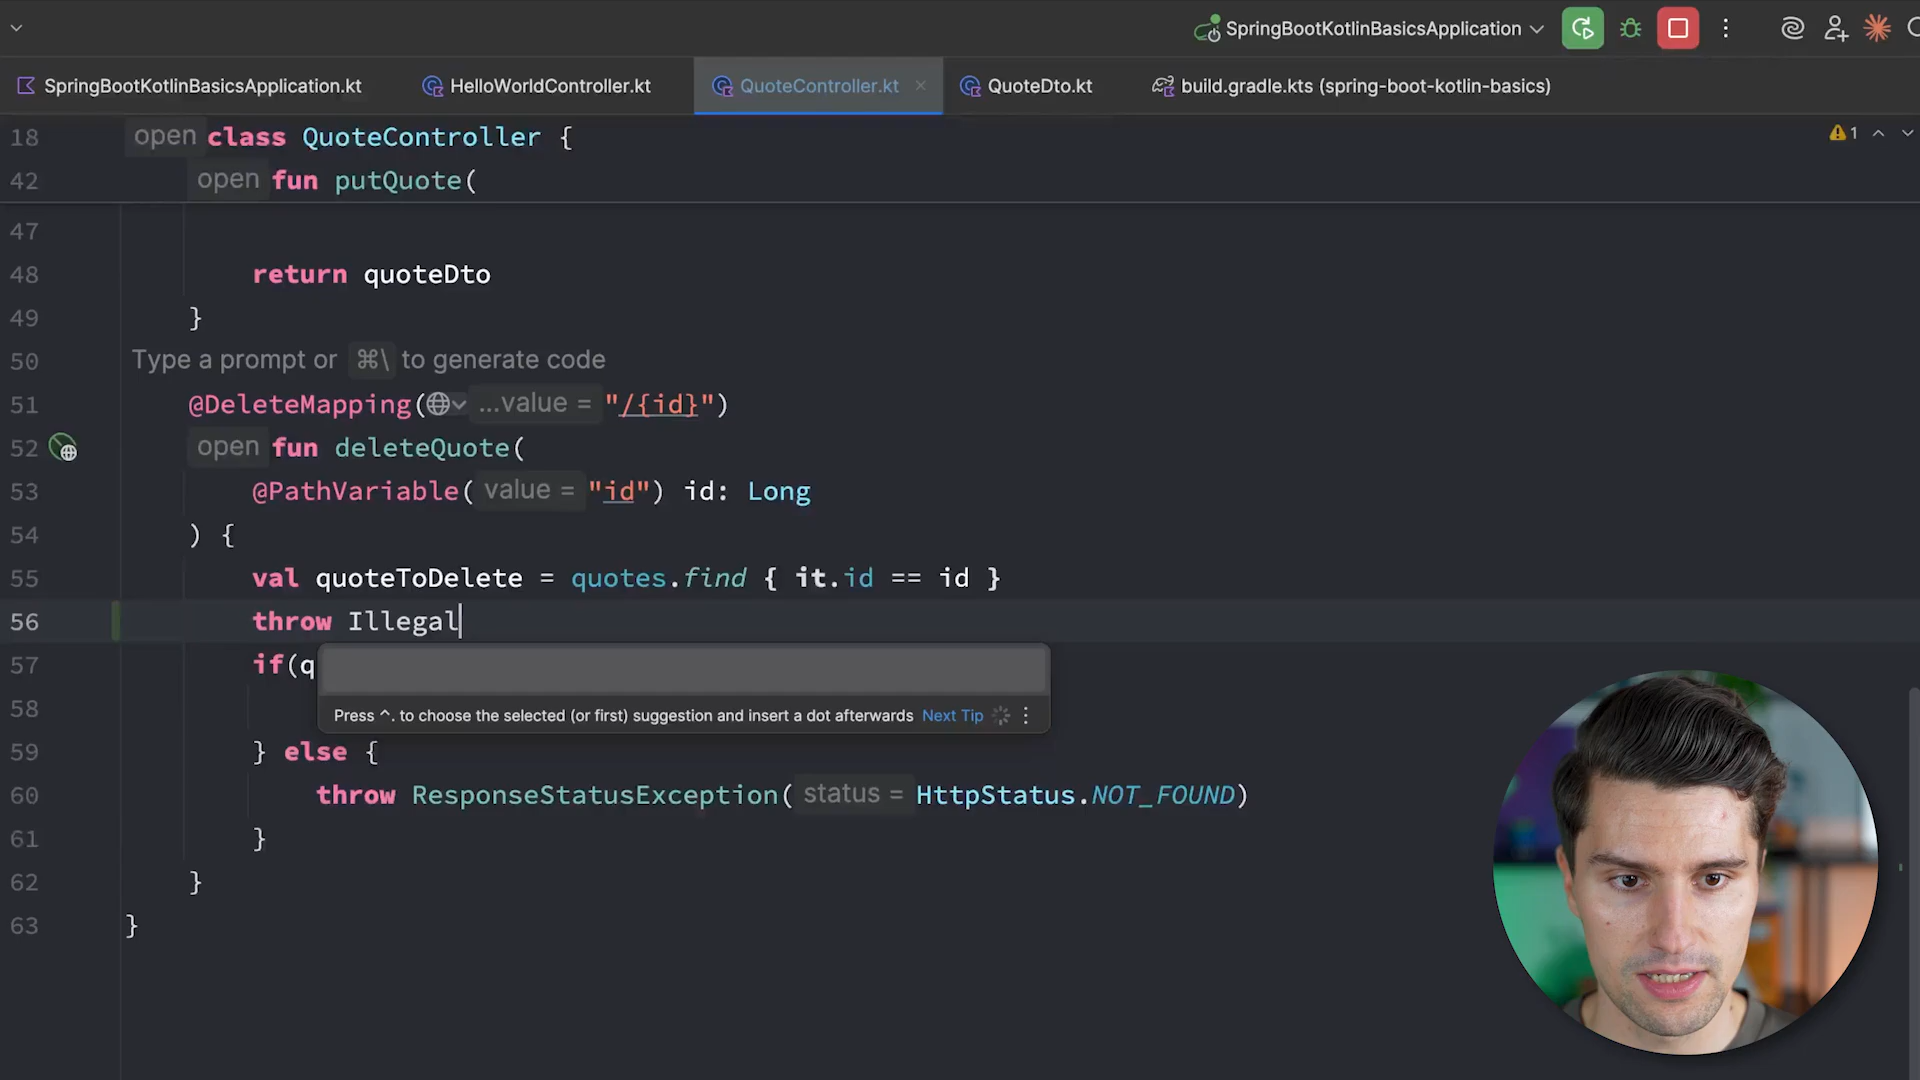 SpringBootKotlinBasicsApplication
SpringBootKotlinBasicsApplication.kt HelloWorldController.kt QuoteController.kt QuoteDto.kt build.gradle.kts (spring-boot-kotlin-basics)
18 open class QuoteController { 1
42 open fun putQuote(
47
48 return quoteDto
49 }
50 Type a prompt or ⌘\ to generate code
51 @DeleteMapping( ...value = "/{id}")
52 open fun deleteQuote(
53 @PathVariable( value = "id") id: Long
54 ) {
55 val quoteToDelete = quotes.find { it.id == id }
56 throw Illegal
57 if(q
Press ^. to choose the selected (or first) suggestion and insert a dot afterwards Next Tip
58
59 } else {
60 throw ResponseStatusException( status = HttpStatus.NOT_FOUND)
61 }
62 }
63 }